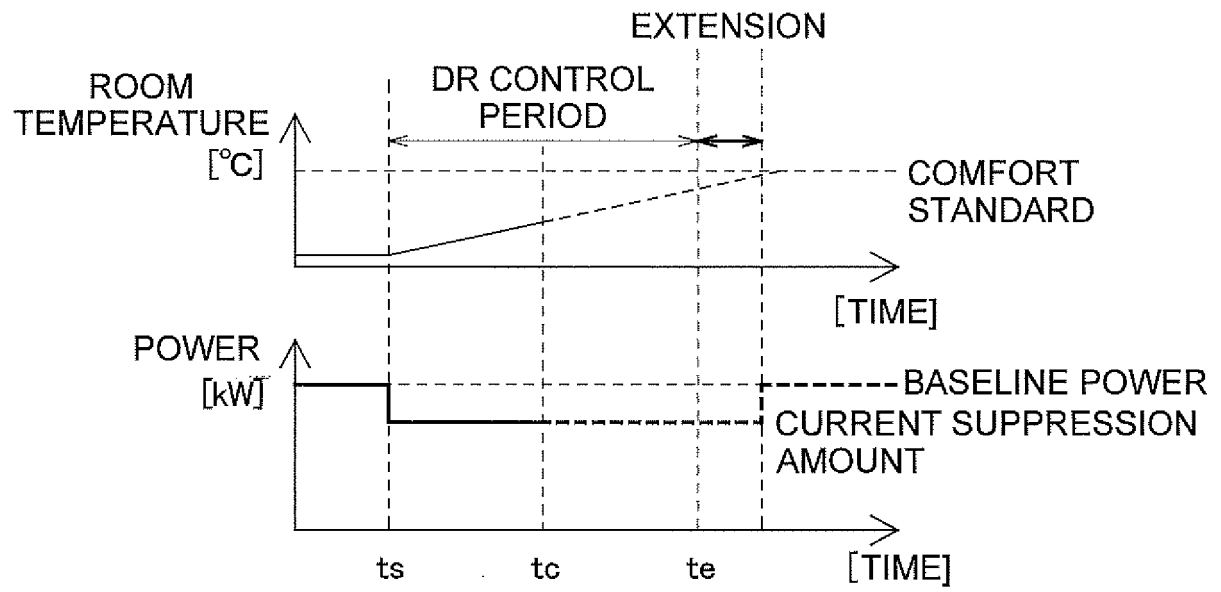 EXTENSION
DR CONTROL
PERIOD
ROOM
TEMPERATURE
[°C]
COMFORT
STANDARD
[TIME]
POWER
[kW]
BASELINE POWER
CURRENT SUPPRESSION
AMOUNT
ts
tc
te
[TIME]